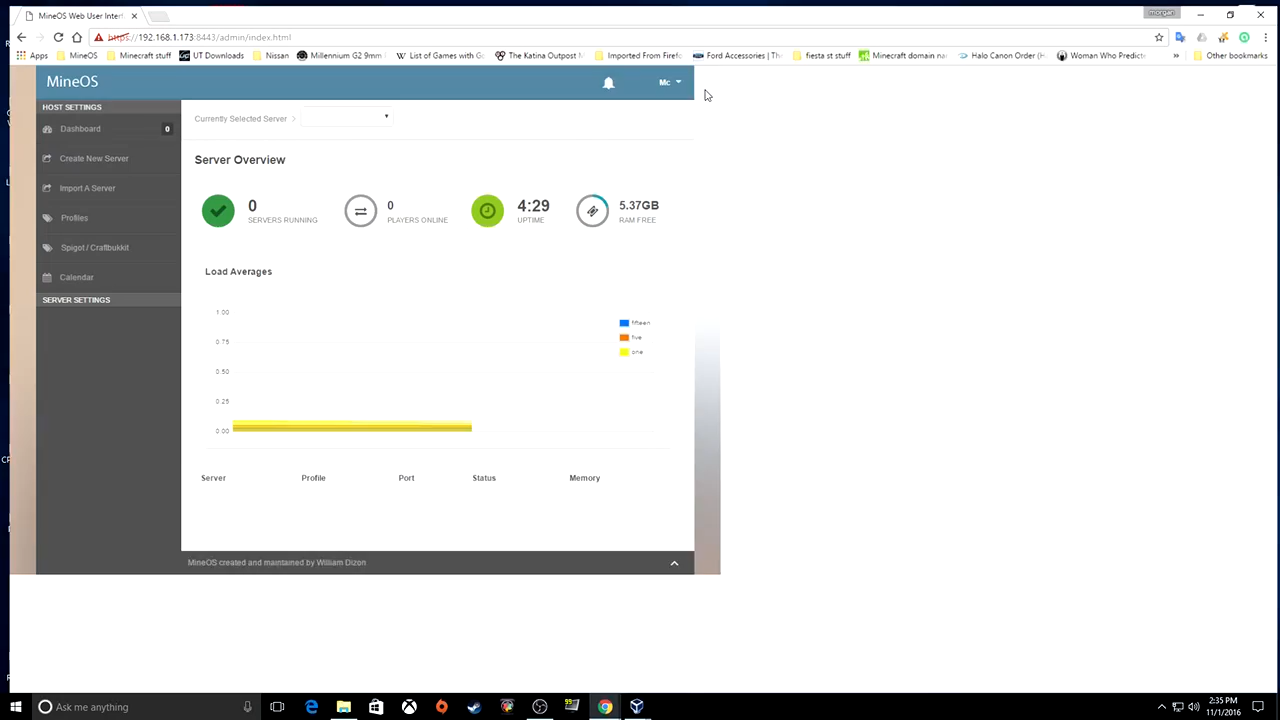 MineOS Web User Interf
morgan
https://192.168.1.173:8443/admin/index.html
Apps MineOS Minecraft stuff UT Downloads Nissan Millennium G2 9mm List of Games with Go The Katina Outpost M Imported From Firefo Ford Accessories | The fiesta st stuff Minecraft domain nam Halo Canon Order (H Woman Who Predicte » Other bookmarks
MineOS
Mc
HOST SETTINGS
Dashboard 0
Create New Server
Import A Server
Profiles
Spigot / Craftbukkit
Calendar
SERVER SETTINGS
Currently Selected Server
Server Overview
0 SERVERS RUNNING
0 PLAYERS ONLINE
4:29 UPTIME
5.37GB RAM FREE
Load Averages
1.00
0.75
0.50
0.25
0.00
fifteen
five
one
Server Profile Port Status Memory
MineOS created and maintained by William Dizon
Ask me anything
99
2:35 PM
11/1/2016